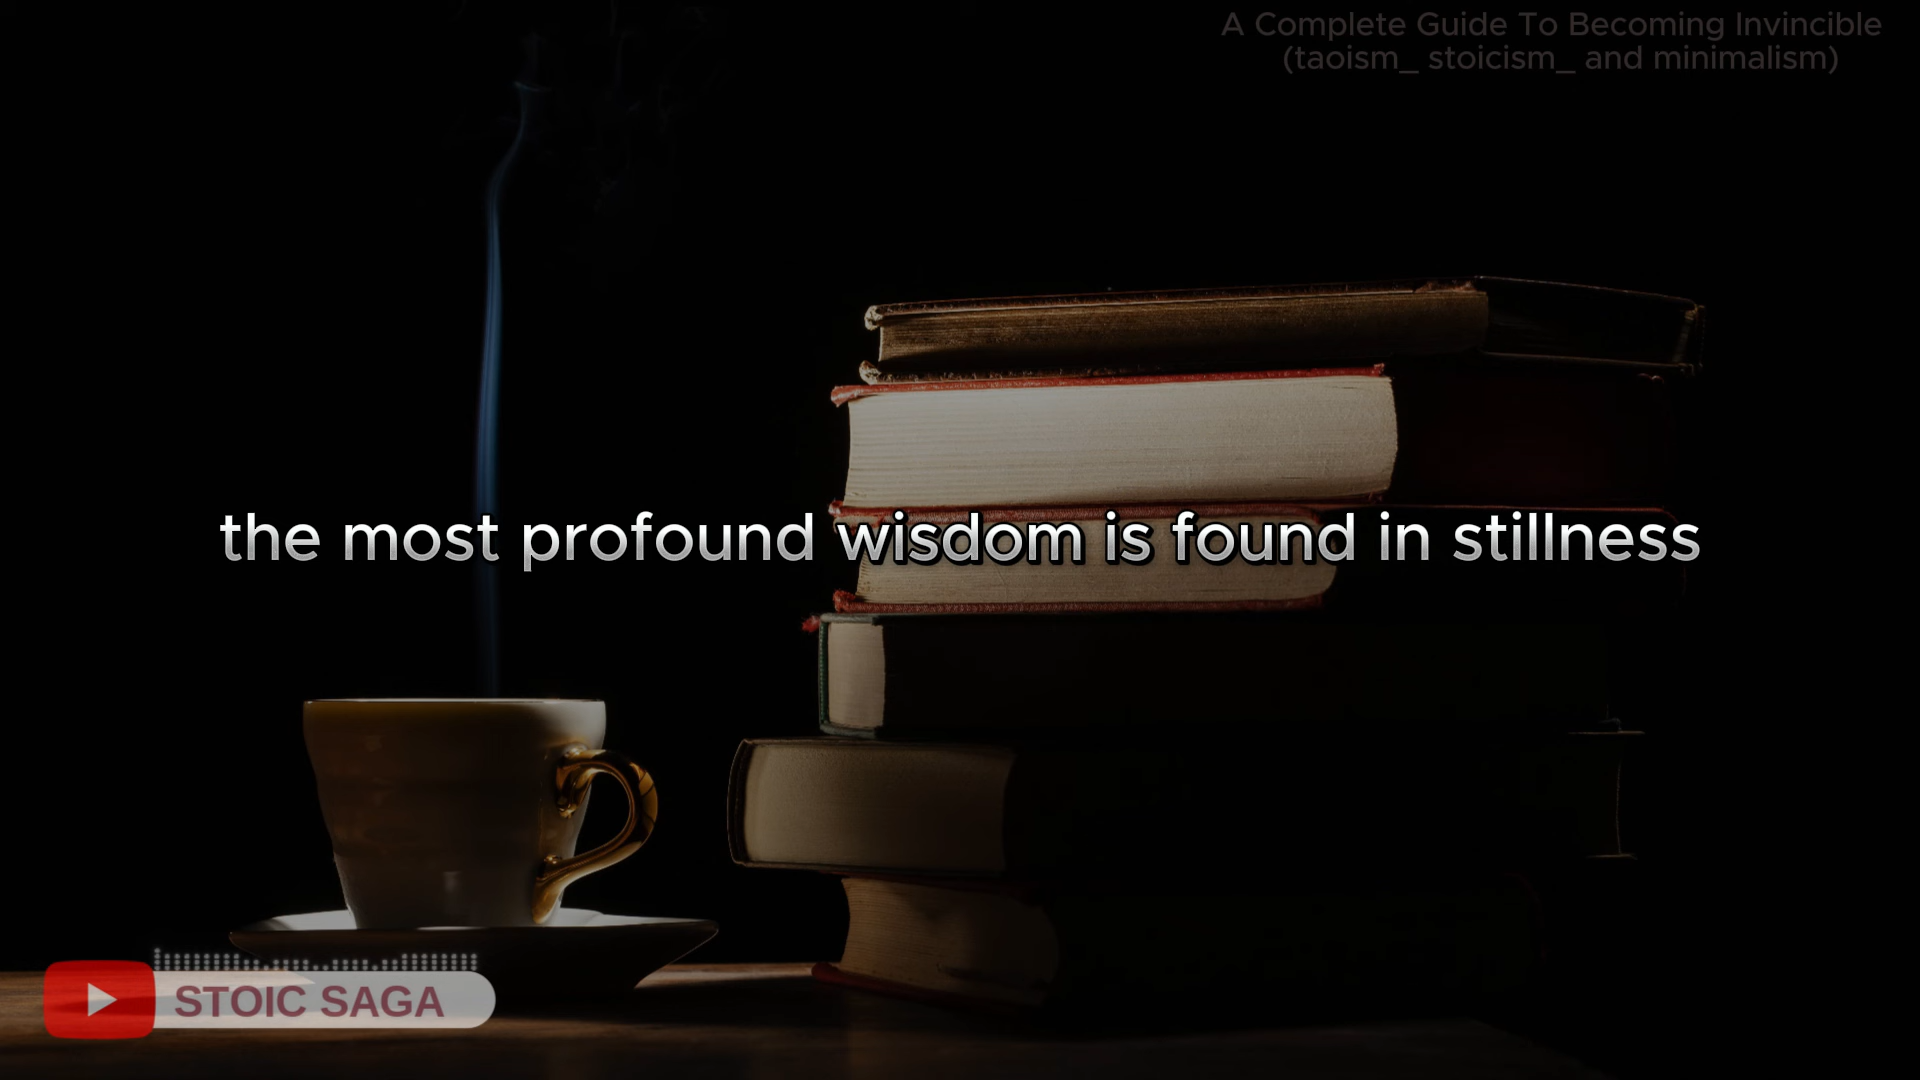 A Complete Guide To Becoming Invincible
(taoism_ stoicism_ and minimalism)
the most profound wisdom is found in stillness
STOIC SAGA